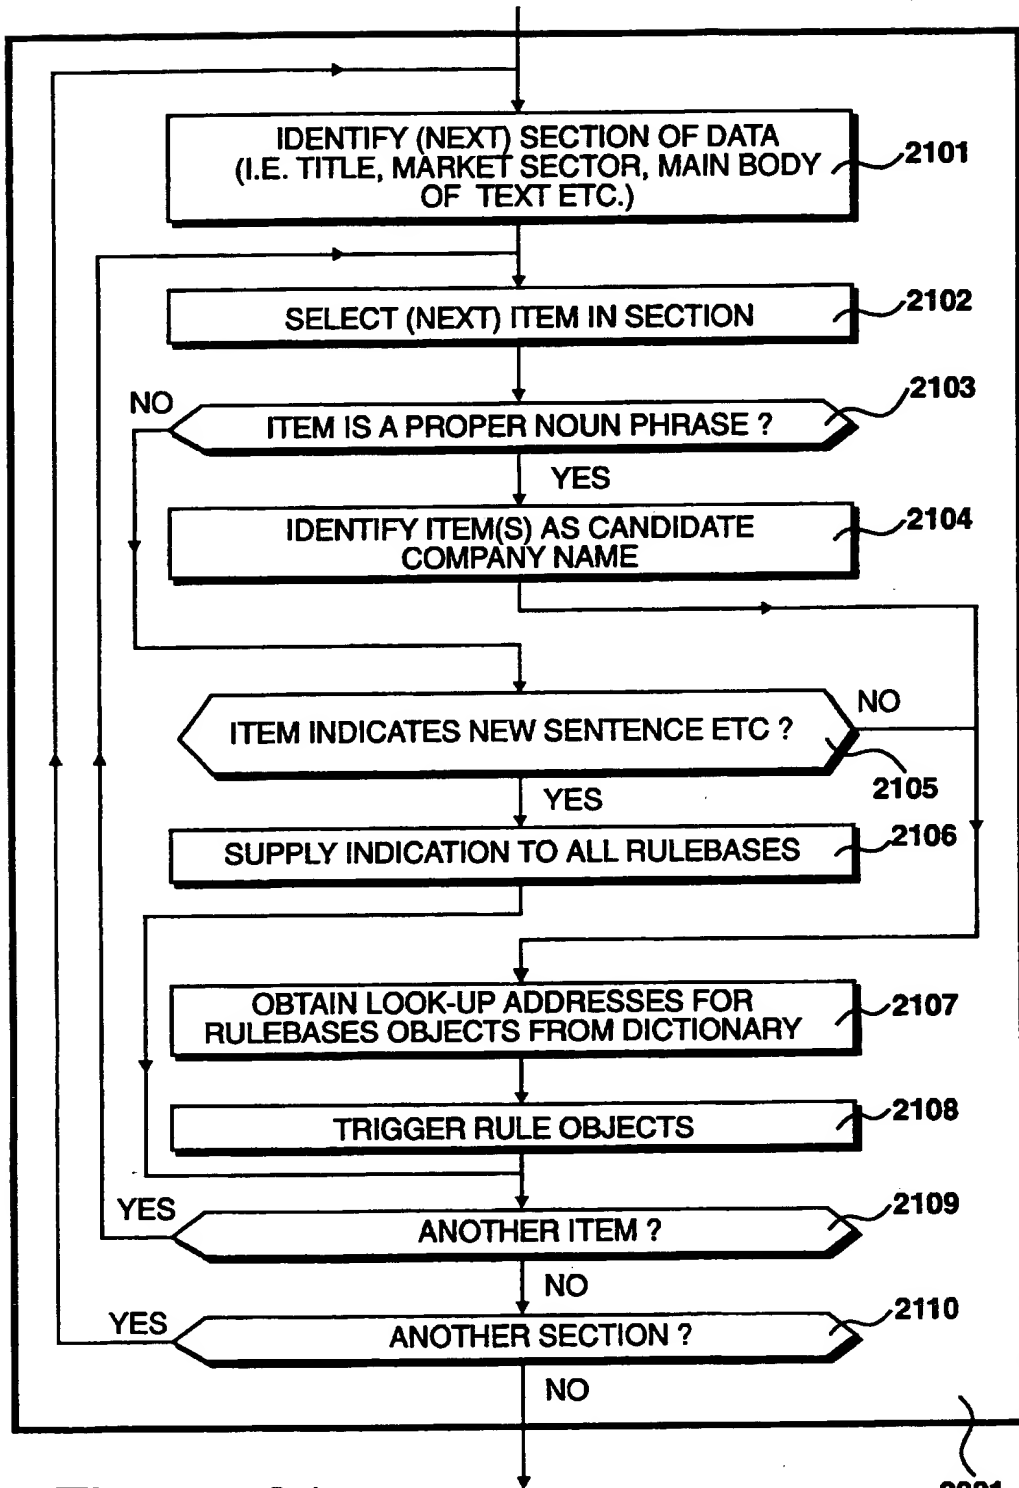 IDENTIFY (NEXT) SECTION OF DATA
(I.E. TITLE, MARKET SECTOR, MAIN BODY
OF TEXT ETC.)
2101
SELECT (NEXT) ITEM IN SECTION
2102
NO
ITEM IS A PROPER NOUN PHRASE ?
2103
YES
IDENTIFY ITEM(S) AS CANDIDATE
COMPANY NAME
2104
ITEM INDICATES NEW SENTENCE ETC ?
NO
2105
YES
SUPPLY INDICATION TO ALL RULEBASES
2106
OBTAIN LOOK-UP ADDRESSES FOR
RULEBASES OBJECTS FROM DICTIONARY
2107
TRIGGER RULE OBJECTS
2108
YES
ANOTHER ITEM ?
2109
NO
YES
ANOTHER SECTION ?
2110
NO